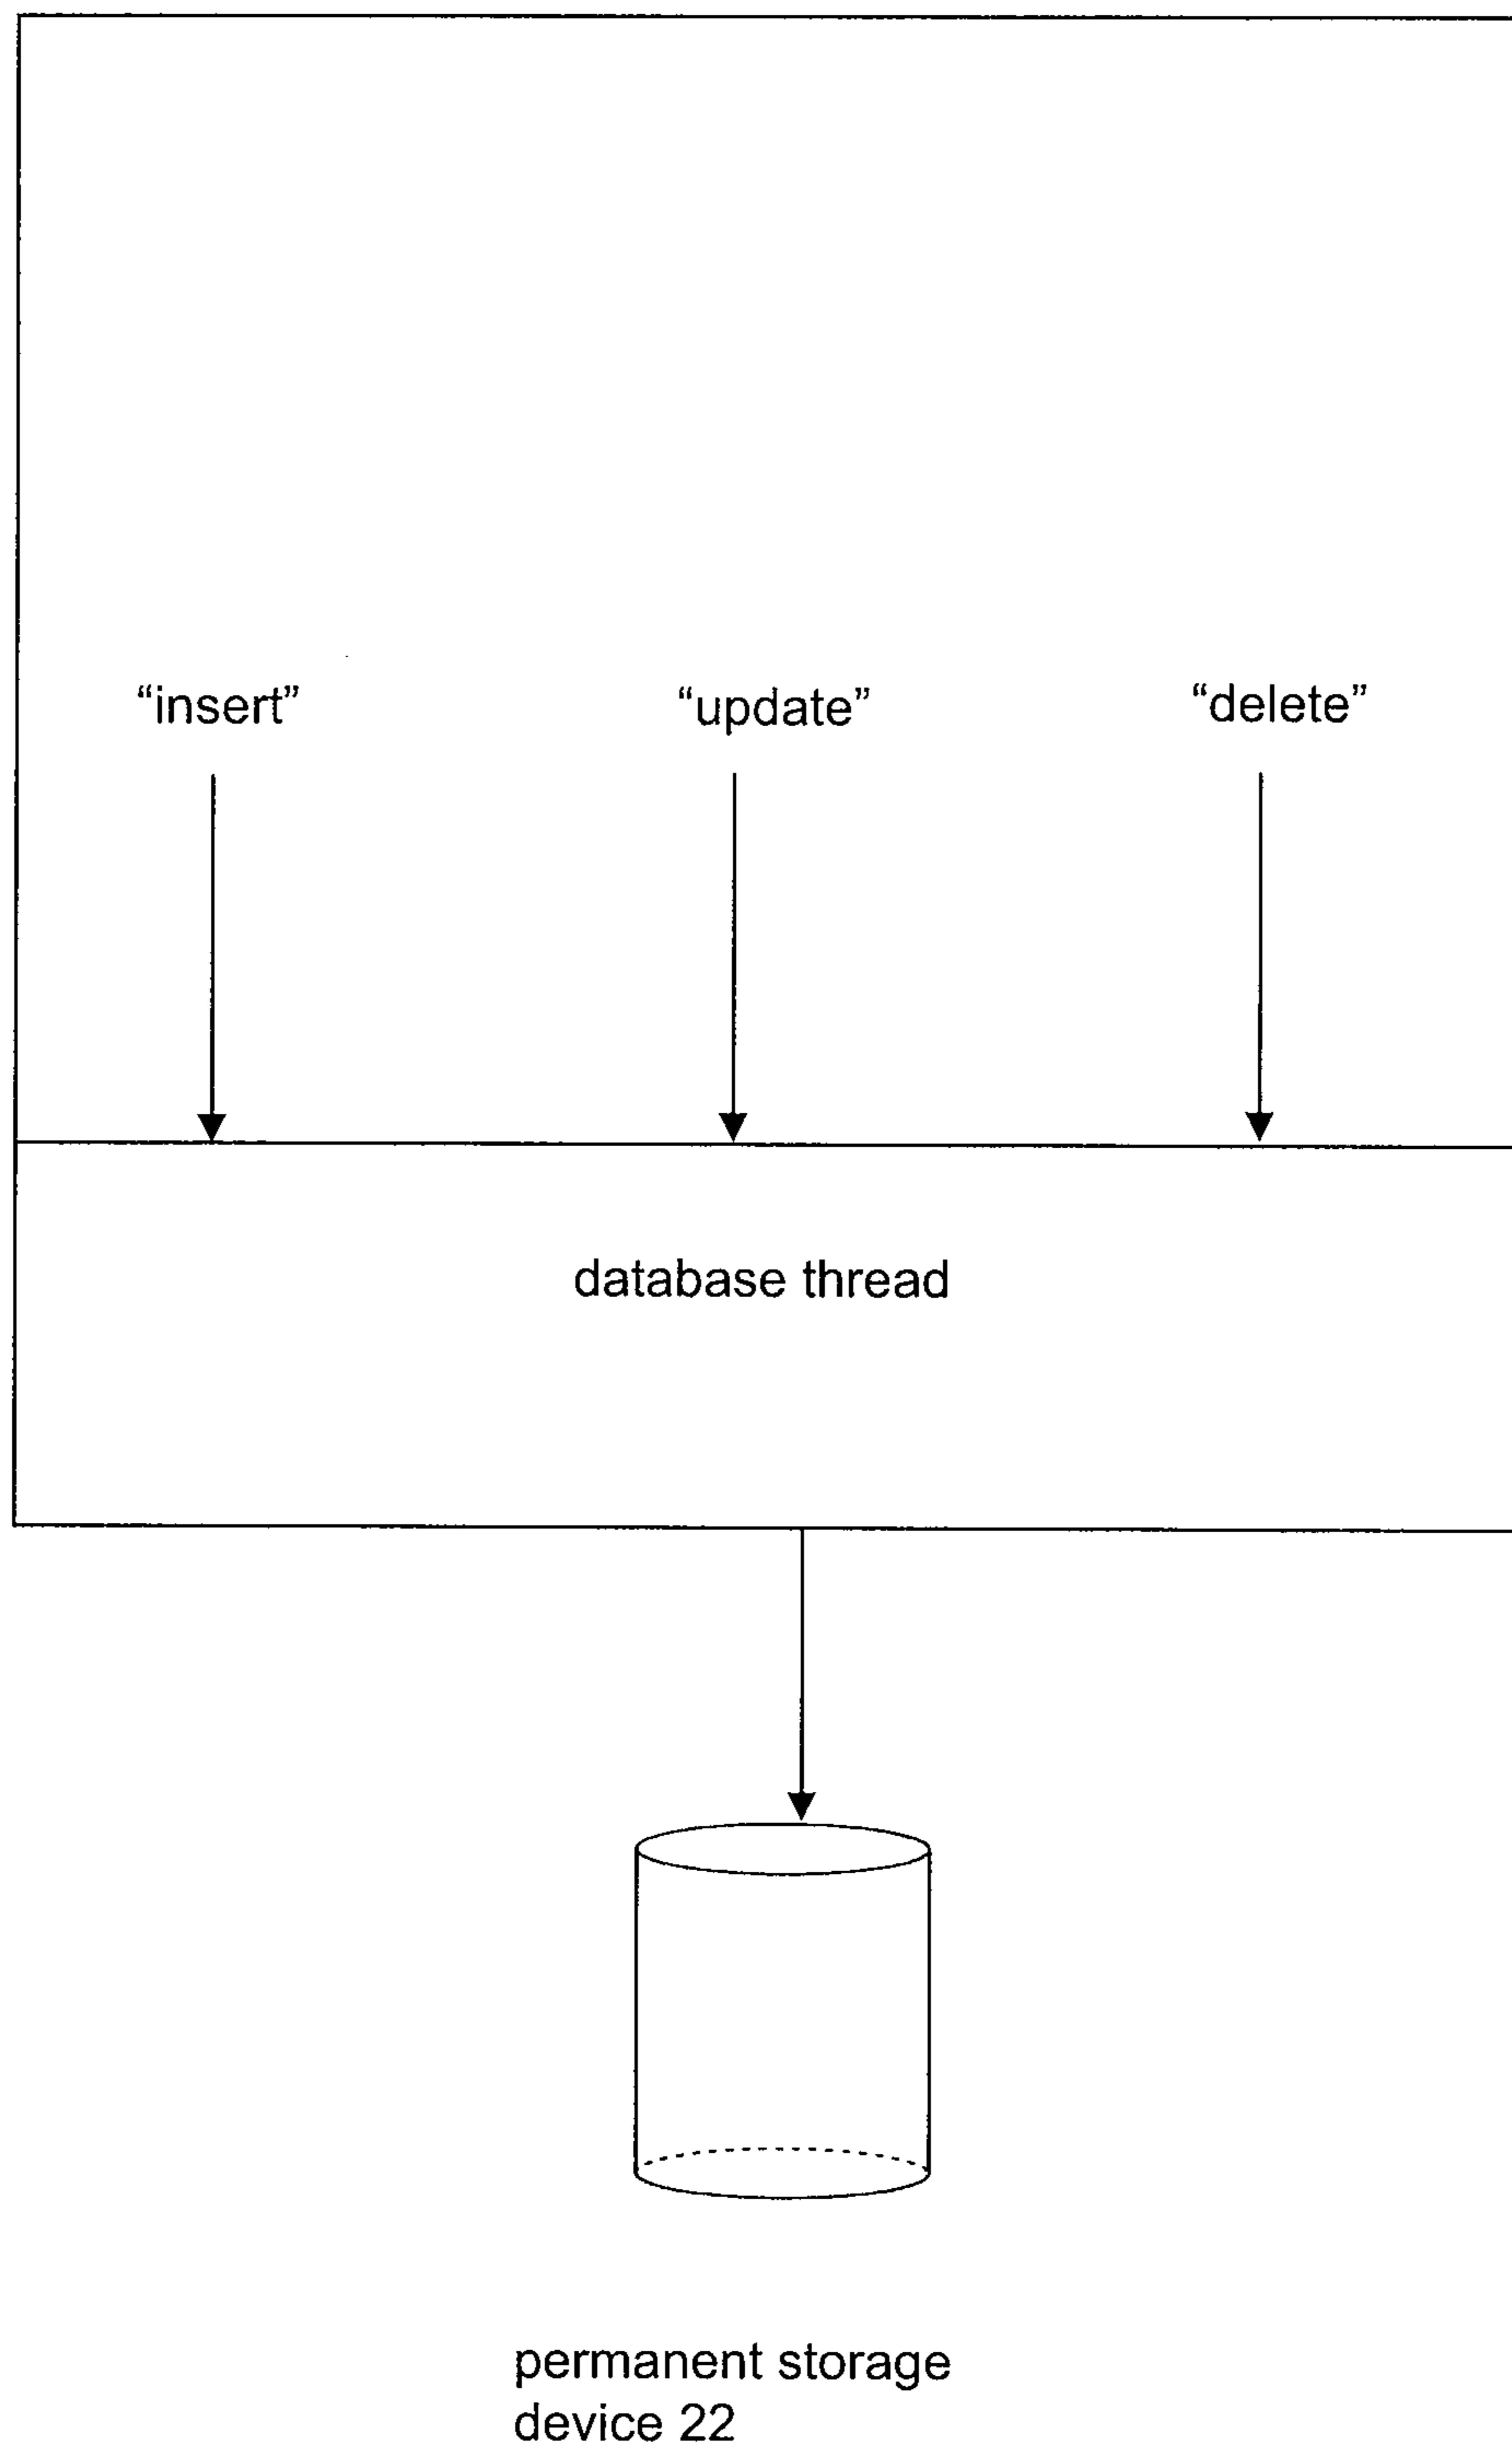 “insert” “update” “delete”
database thread
permanent storage
device 22